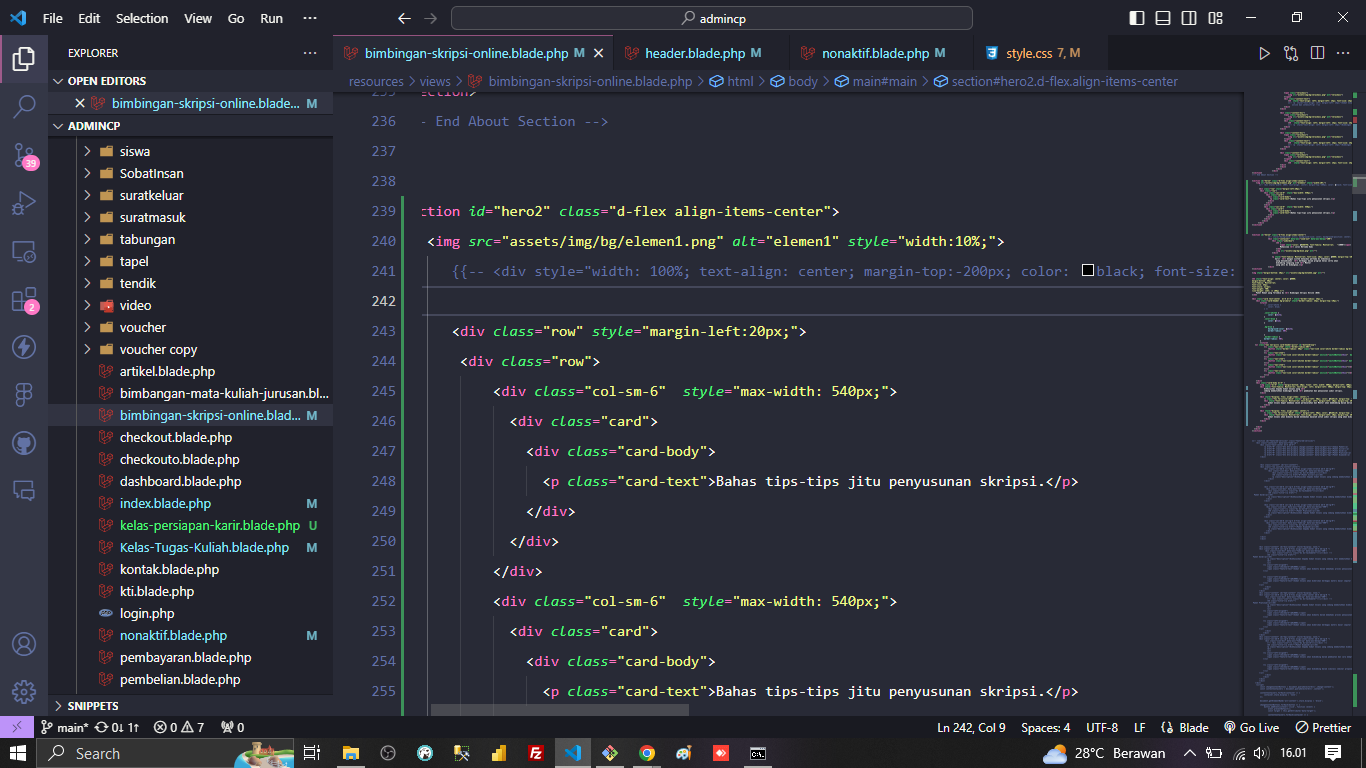 File Edit Selection View Go Run ··· admincp
EXPLORER ···
OPEN EDITORS
bimbingan-skripsi-online.blade... M
ADMINCP
siswa
SobatInsan
suratkeluar
suratmasuk
tabungan
tapel
tendik
video
voucher
voucher copy
artikel.blade.php
bimbangan-mata-kuliah-jurusan.bl...
bimbingan-skripsi-online.blad... M
checkout.blade.php
checkouto.blade.php
dashboard.blade.php
index.blade.php M
kelas-persiapan-karir.blade.php U
Kelas-Tugas-Kuliah.blade.php M
kontak.blade.php
kti.blade.php
login.php
nonaktif.blade.php M
pembayaran.blade.php
pembelian.blade.php
SNIPPETS
39
2
bimbingan-skripsi-online.blade.php M header.blade.php M nonaktif.blade.php M style.css 7, M
resources > views > bimbingan-skripsi-online.blade.php > html > body > main#main > section#hero2.d-flex.align-items-center
235 ction>
236 - End About Section -->
237
238
239 ction id="hero2" class="d-flex align-items-center">
240 <img src="assets/img/bg/elemen1.png" alt="elemen1" style="width:10%;">
241 {{-- <div style="width: 100%; text-align: center; margin-top:-200px; color: black; font-size:
242
243 <div class="row" style="margin-left:20px;">
244 <div class="row">
245 <div class="col-sm-6"  style="max-width: 540px;">
246 <div class="card">
247 <div class="card-body">
248 <p class="card-text">Bahas tips-tips jitu penyusunan skripsi.</p>
249 </div>
250 </div>
251 </div>
252 <div class="col-sm-6"  style="max-width: 540px;">
253 <div class="card">
254 <div class="card-body">
255 <p class="card-text">Bahas tips-tips jitu penyusunan skripsi.</p>
main* 0↓ 1↑ 0 7 0 Ln 242, Col 9 Spaces: 4 UTF-8 LF Blade Go Live Prettier
Search 28°C Berawan 16.01